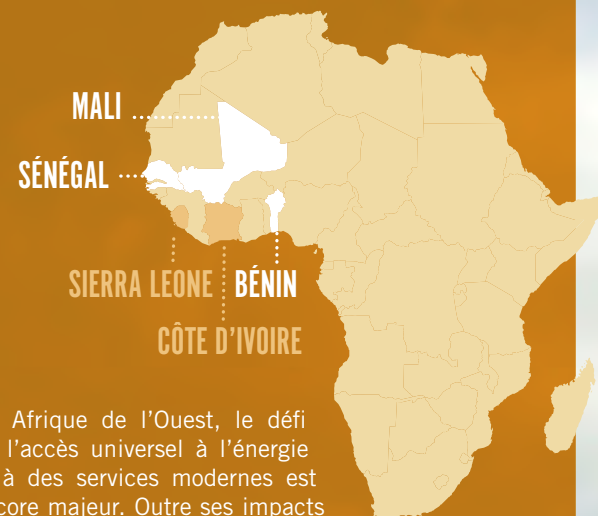 MALI
SÉNÉGAL
SIERRA LEONE
BÉNIN
CÔTE D'IVOIRE
Afrique de l'Ouest, le défi
l'accès universel à l'énergie
à des services modernes est
core majeur. Outre ses impacts